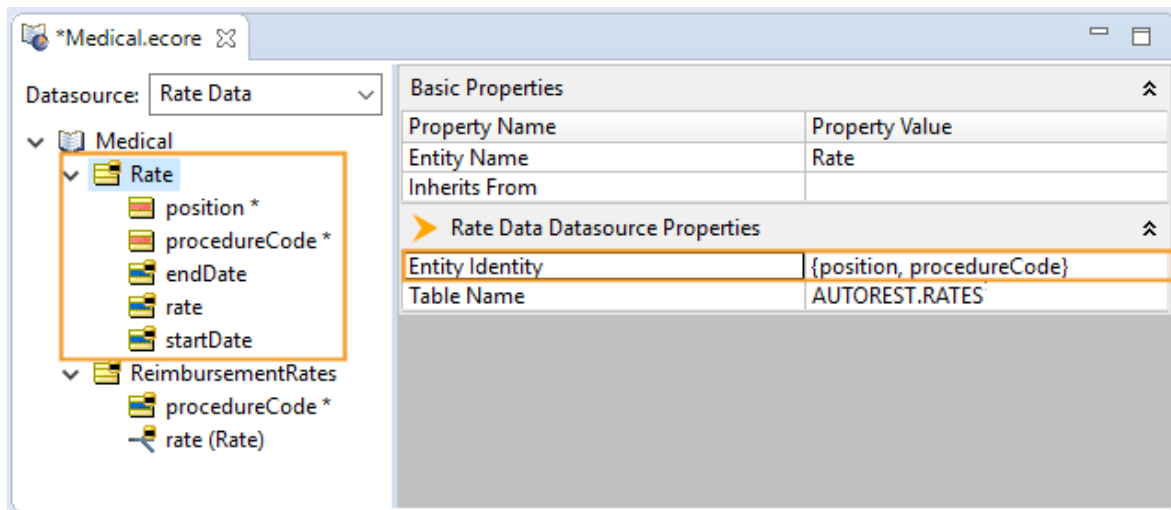 *Medical.ecore
Datasource: Rate Data
Medical
Rate
position *
procedureCode *
endDate
rate
startDate
ReimbursementRates
procedureCode *
rate (Rate)
Basic Properties
Property Name Property Value
Entity Name Rate
Inherits From
Rate Data Datasource Properties
Entity Identity {position, procedureCode}
Table Name AUTOREST.RATES